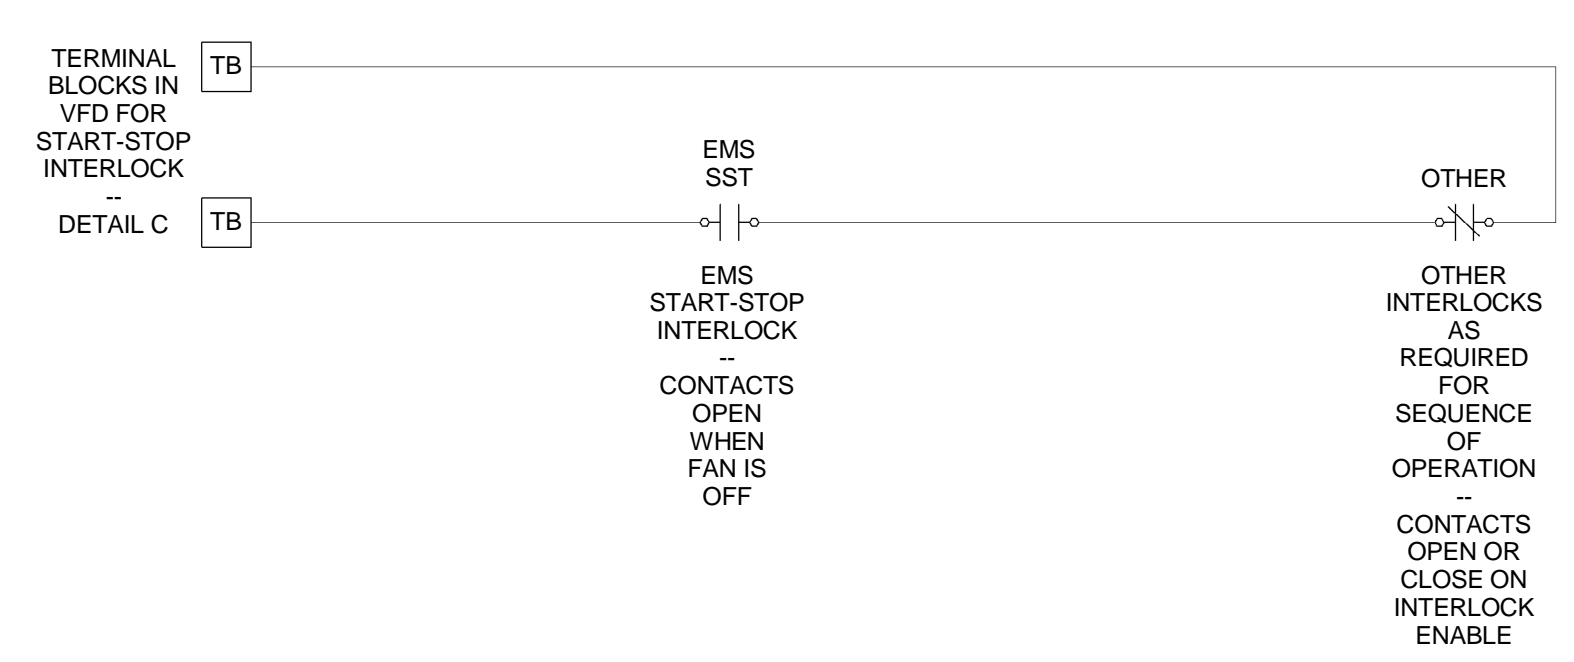 TERMINAL
BLOCKS IN
VFD FOR
START-STOP
INTERLOCK
--
DETAIL C
TB
TB
EMS
SST
EMS
START-STOP
INTERLOCK
--
CONTACTS
OPEN
WHEN
FAN IS
OFF
OTHER
OTHER
INTERLOCKS
AS
REQUIRED
FOR
SEQUENCE
OF
OPERATION
--
CONTACTS
OPEN OR
CLOSE ON
INTERLOCK
ENABLE